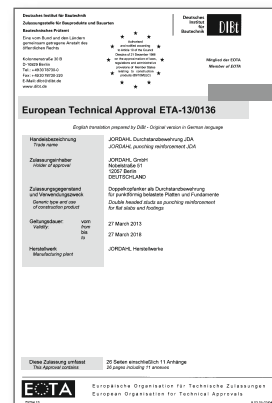 Deutsches Institut für Bautechnik
Zulassungsstelle für Bauprodukte und Bauarten
Bautechnisches Prüfamt
Eine vom Bund und den Ländern
gemeinsam getragene Anstalt des
öffentlichen Rechts
Kolonnenstraße 30 B
D-10829 Berlin
Deutsches
Institut
für
Bautechnik
DIBt
Mitglied der EOTA
Member of EOTA
European Technical Approval ETA-13/0136
English translation prepared by DIBt - Original version in German language
Handelsbezeichnung
Trade name
JORDAHL Durchstanzbewehrung JDA
JORDAHL punching reinforcement JDA
Zulassungsinhaber
Holder of approval
JORDAHL GmbH
Nobelstraße 51
12057 Berlin
DEUTSCHLAND
Zulassungsgegenstand
und Verwendungszweck
Generic type and use
of construction product
Doppelkopfanker als Durchstanzbewehrung
für punktförmig belastete Platten und Fundamente
Double headed studs as punching reinforcement
for flat slabs and footings
Geltungsdauer: vom
Validity: from
bis
to
27 March 2013
27 March 2018
Herstellwerk
Manufacturing plant
JORDAHL Herstellwerke
Diese Zulassung umfasst
This Approval contains
26 Seiten einschließlich 11 Anhänge
26 pages including 11 annexes
EOTA
Europäische Organisation für Technische Zulassungen
European Organisation for Technical Approvals